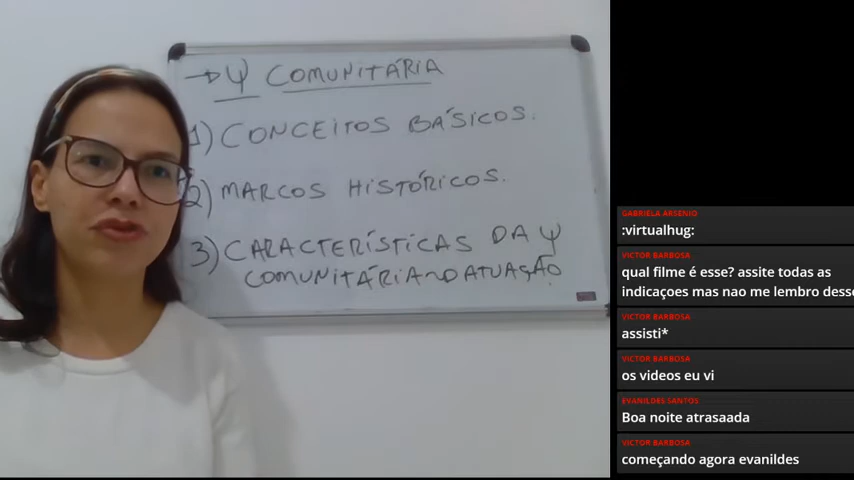 → Ψ COMUNITÁRIA
1) CONCEITOS BÁSICOS.
2) MARCOS HISTÓRICOS.
3) CARACTERÍSTICAS DA Ψ
COMUNITÁRIA → ATUAÇÃO.
GABRIELA ARSENIO
:virtualhug:
VICTOR BARBOSA
qual filme é esse? assite todas as
indicaçoes mas nao me lembro desse
VICTOR BARBOSA
assisti*
VICTOR BARBOSA
os videos eu vi
EVANILDES SANTOS
Boa noite atrasaada
VICTOR BARBOSA
começando agora evanildes